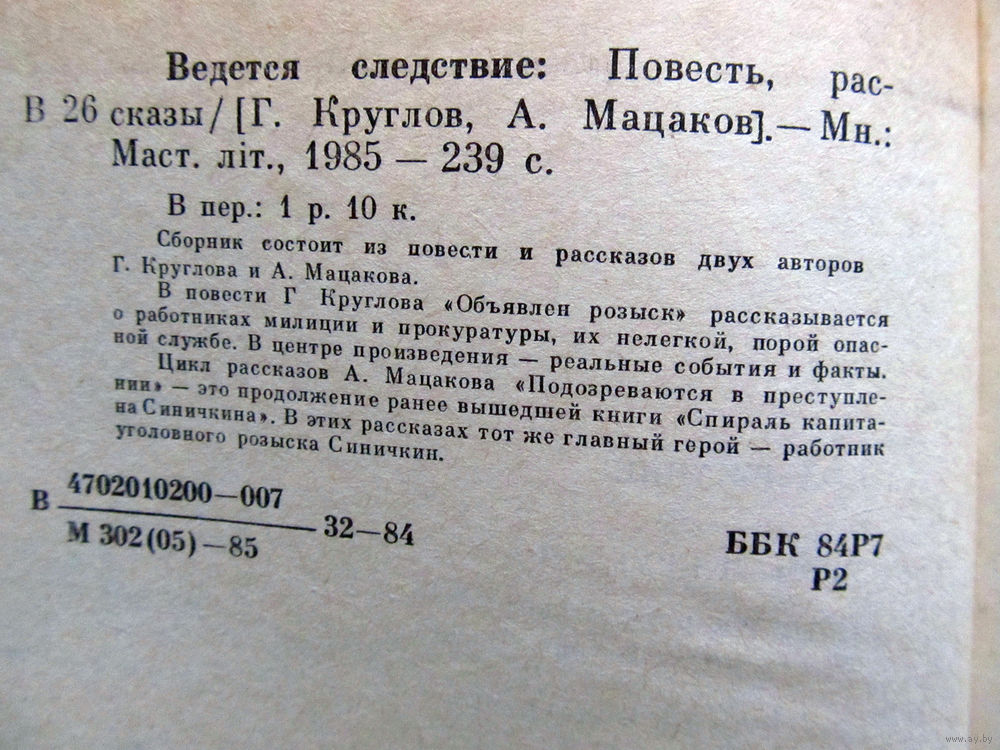 Ведется следствие: Повесть, рас-
В 26 сказы / [Г. Круглов, А. Мацаков]. — Мн.:
Маст. літ., 1985 — 239 с.
В пер.: 1 р. 10 к.
Сборник состоит из повести и рассказов двух авторов
Г. Круглова и А. Мацакова.
В повести Г Круглова «Объявлен розыск» рассказывается
о работниках милиции и прокуратуры, их нелегкой, порой опас-
ной службе. В центре произведения — реальные события и факты.
Цикл рассказов А. Мацакова «Подозреваются в преступле-
нии» — это продолжение ранее вышедшей книги «Спираль капита-
на Синичкина». В этих рассказах тот же главный герой — работник
уголовного розыска Синичкин.
В 4702010200—007
М 302(05)—85 32—84
ББК 84Р7
Р2
www.ay.by